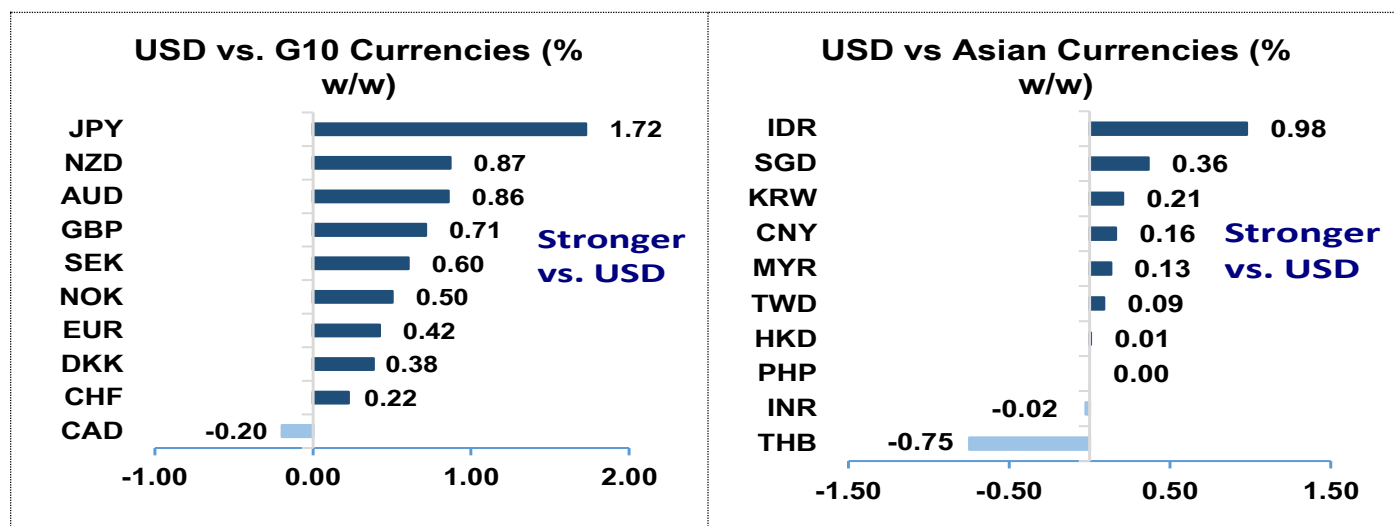 USD vs. G10 Currencies (%
w/w)
JPY 1.72
NZD 0.87
AUD 0.86
GBP 0.71
SEK 0.60
NOK 0.50
EUR 0.42
DKK 0.38
CHF 0.22
CAD -0.20
Stronger
vs. USD
-1.00 0.00 1.00 2.00
USD vs Asian Currencies (%
w/w)
IDR 0.98
SGD 0.36
KRW 0.21
CNY 0.16
MYR 0.13
TWD 0.09
HKD 0.01
PHP 0.00
INR -0.02
THB -0.75
Stronger
vs. USD
-1.50 -0.50 0.50 1.50